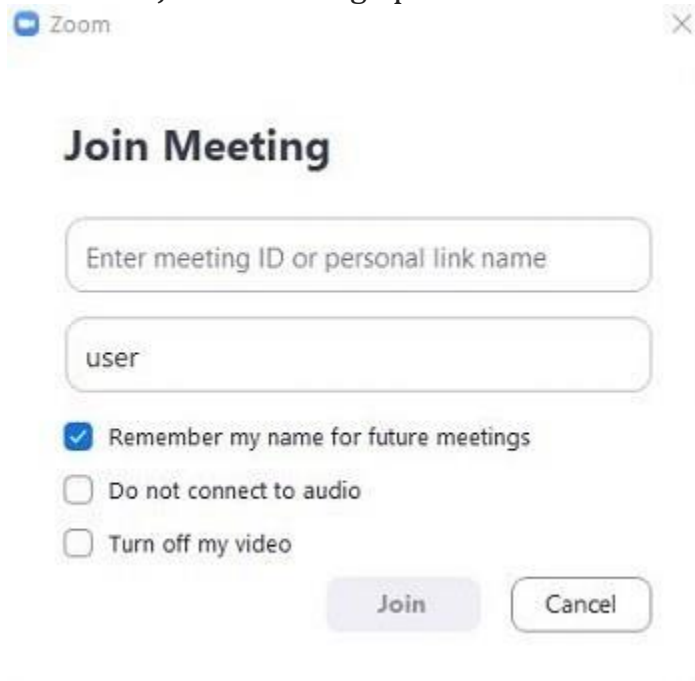 Zoom
Join Meeting
Enter meeting ID or personal link name
user
Remember my name for future meetings
Do not connect to audio
Turn off my video
Join Cancel